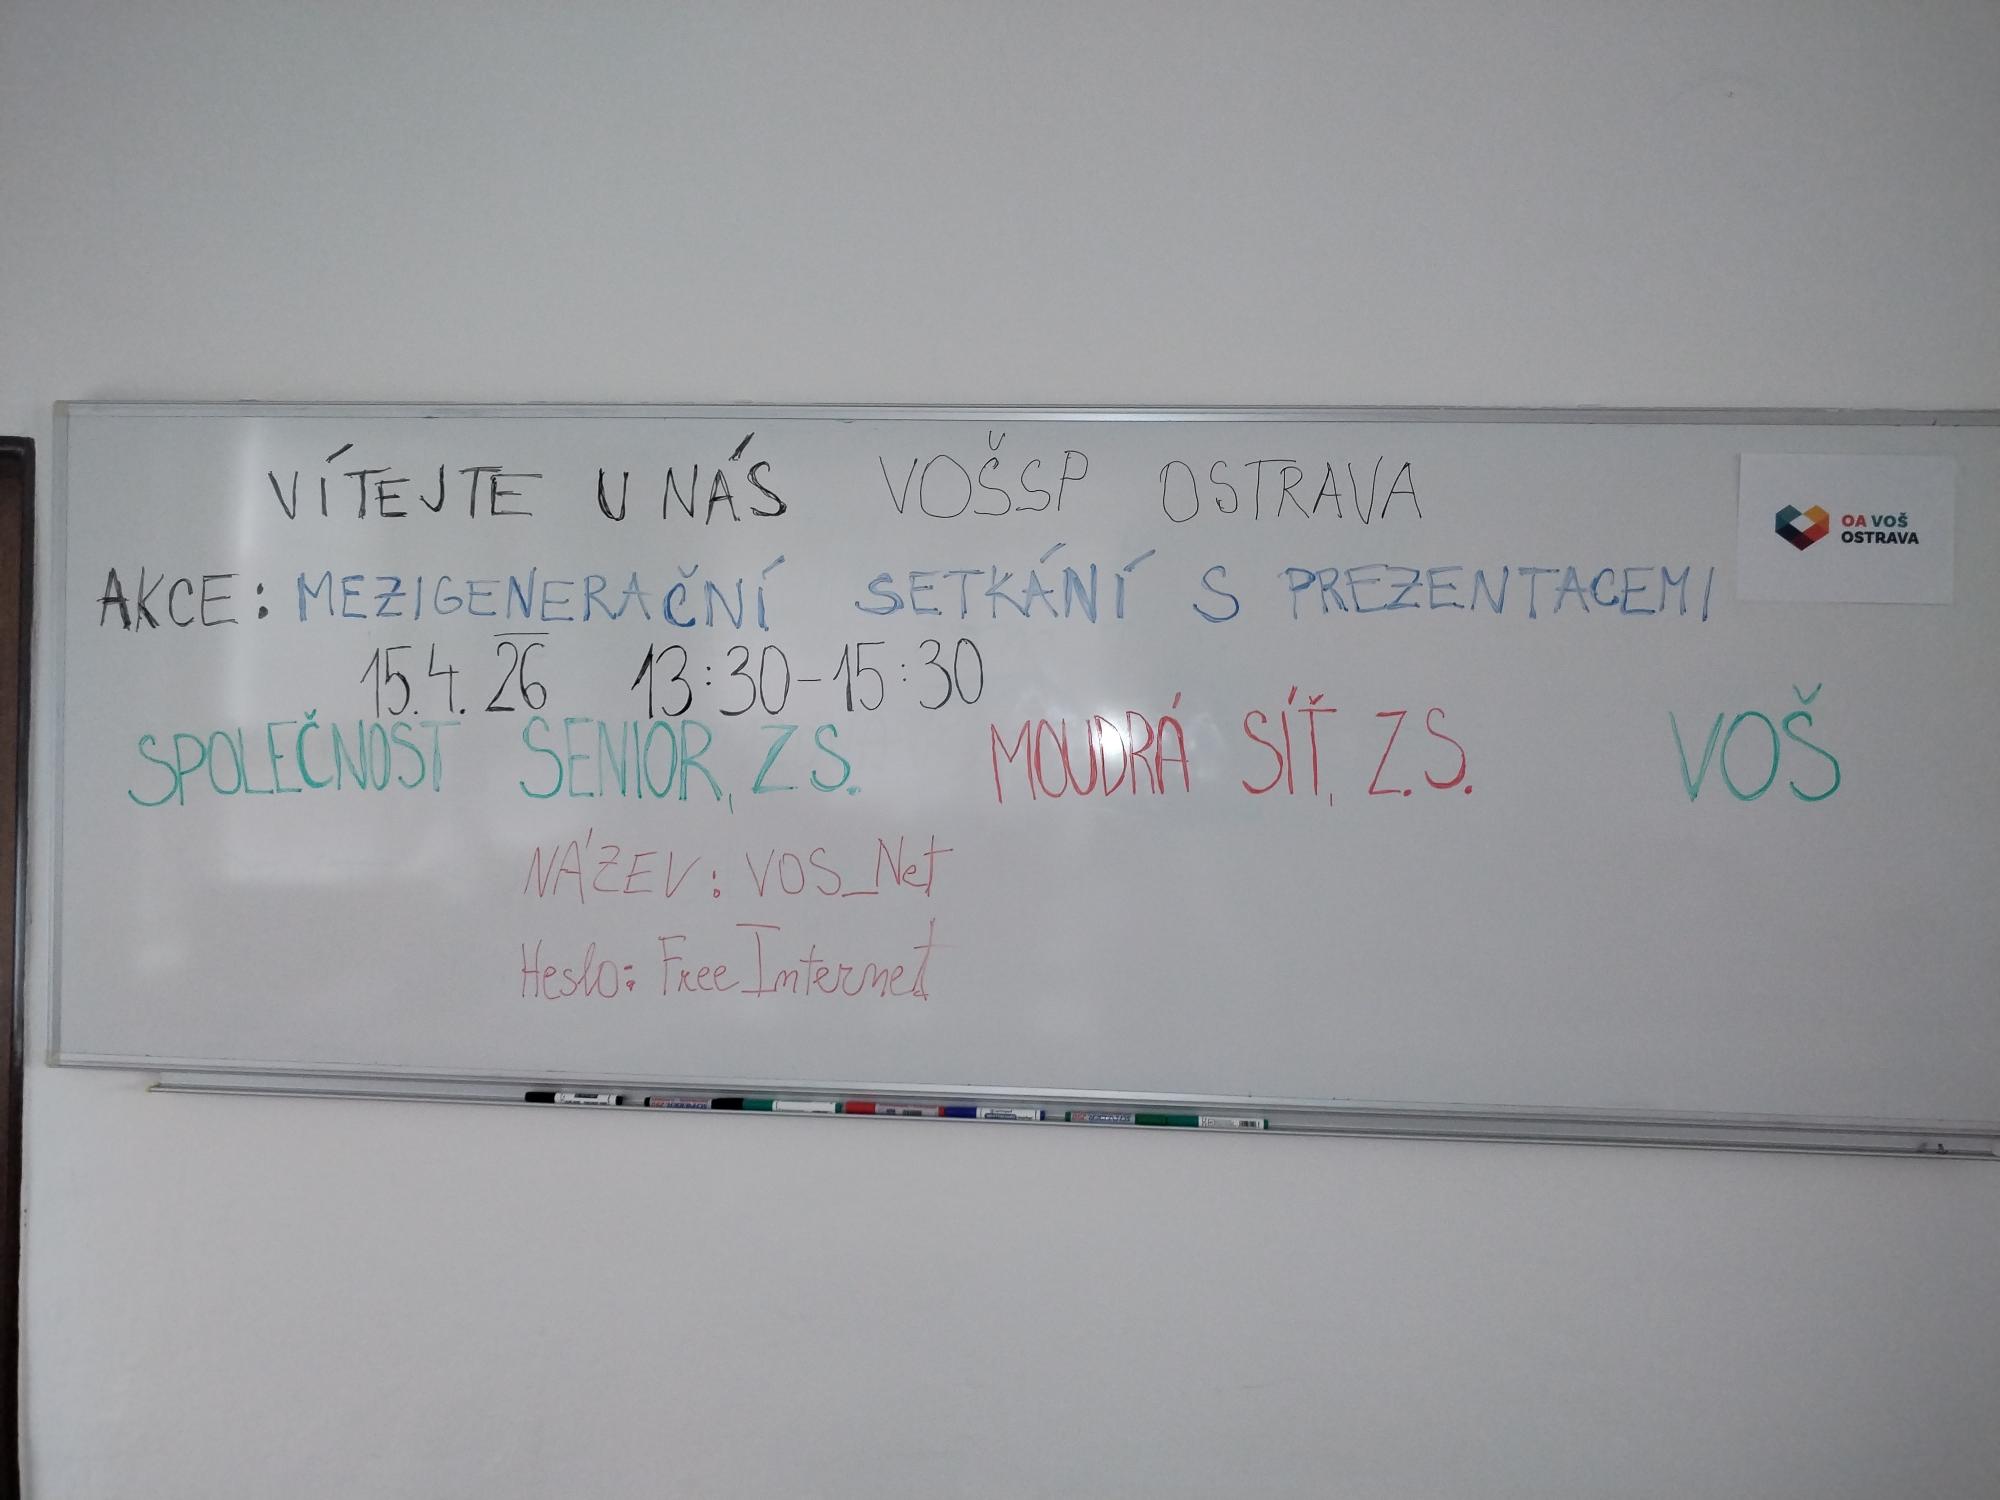 VÍTEJTE U NÁS VOŠSP OSTRAVA
OA VOŠ
OSTRAVA
AKCE: MEZIGENERAČNÍ SETKÁNÍ S PREZENTACEMI
15.4. 26 13:30-15:30
SPOLEČNOST SENIOR, Z S. MOUDRÁ SÍŤ, Z.S. VOŠ
NÁZEV: VOS_Net
Heslo: FreeInternet